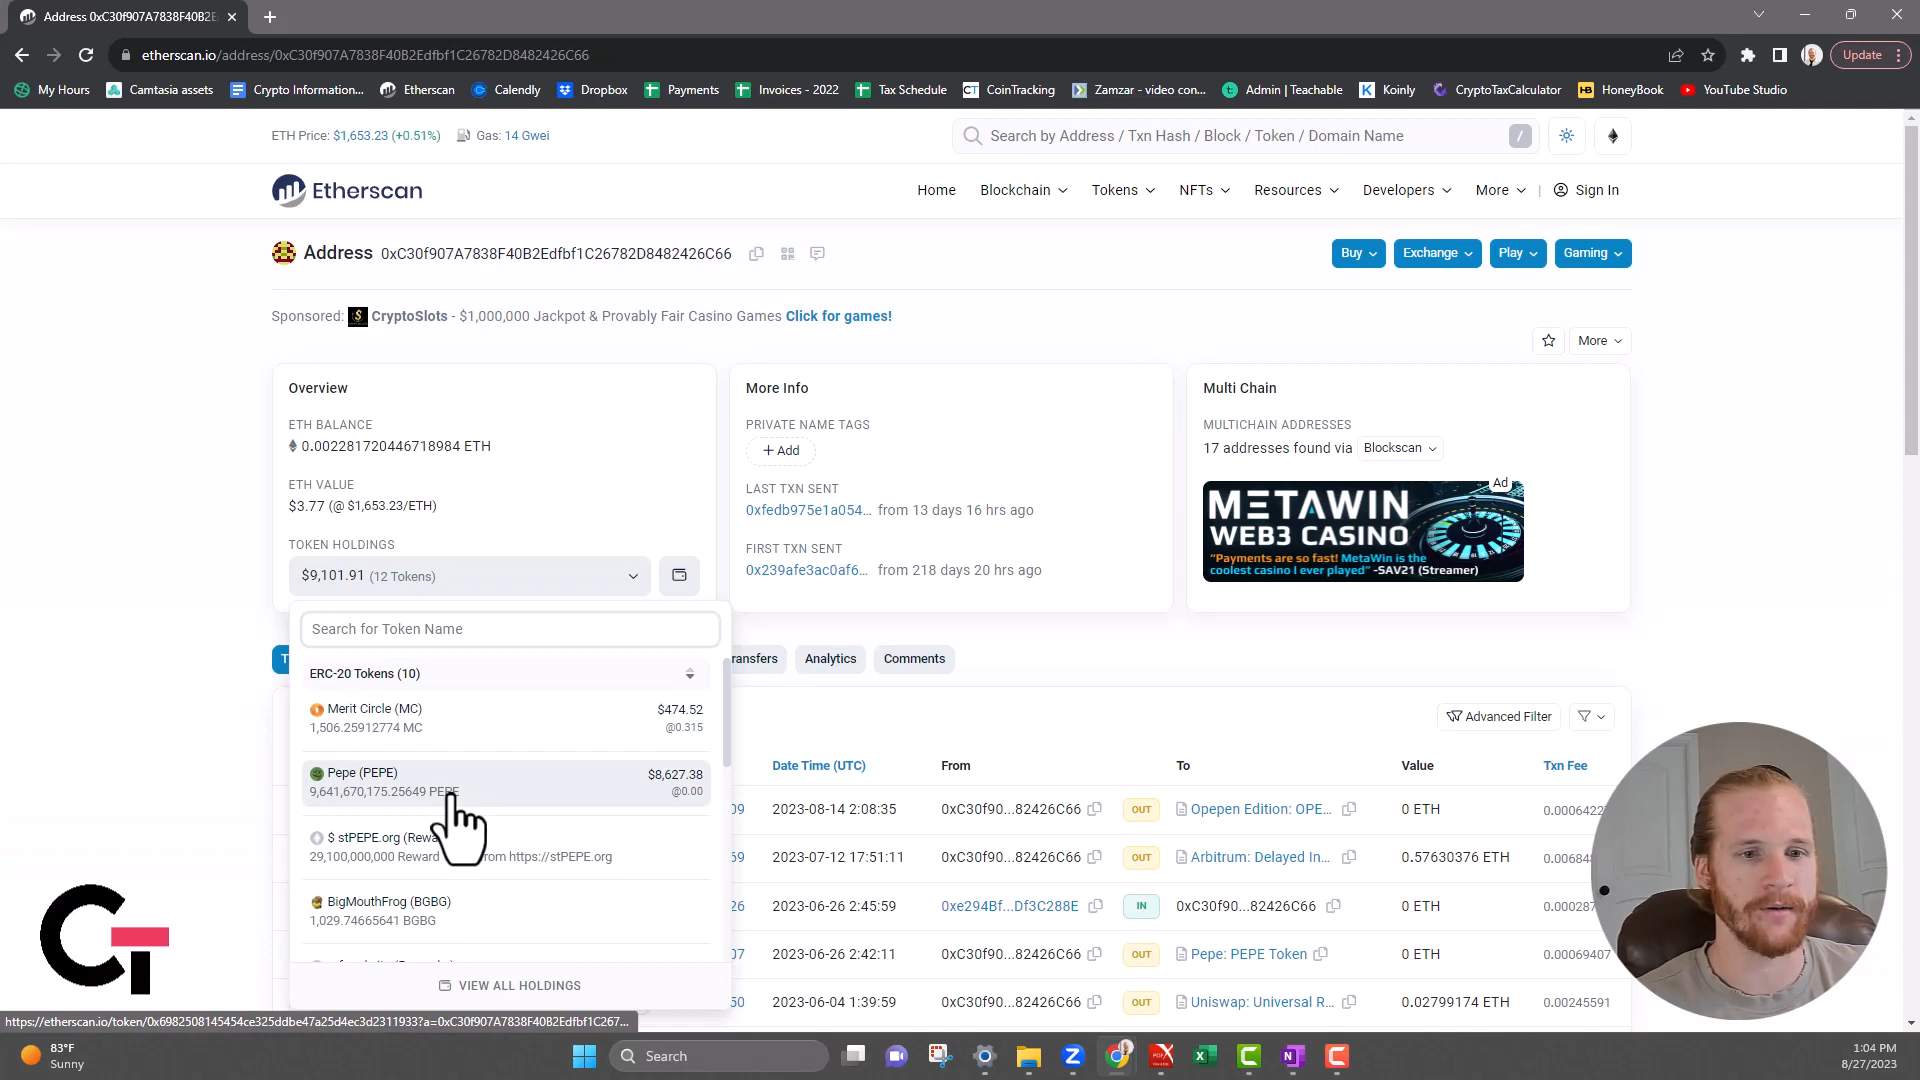 Address 0xC30f907A7838F40B2E
etherscan.io/address/0xC30f907A7838F40B2Edfbf1C26782D8482426C66
Update
My Hours
Camtasia assets
Crypto Information...
Etherscan
Calendly
Dropbox
Payments
Invoices - 2022
Tax Schedule
CoinTracking
Zamzar - video con...
Admin | Teachable
Koinly
CryptoTaxCalculator
HoneyBook
YouTube Studio
ETH Price: $1,653.23 (+0.51%)
Gas: 14 Gwei
Search by Address / Txn Hash / Block / Token / Domain Name
/
Etherscan
Home
Blockchain
Tokens
NFTs
Resources
Developers
More
Sign In
Address 0xC30f907A7838F40B2Edfbf1C26782D8482426C66
Buy
Exchange
Play
Gaming
Sponsored: CryptoSlots - $1,000,000 Jackpot & Provably Fair Casino Games Click for games!
More
Overview
ETH BALANCE
0.002281720446718984 ETH
ETH VALUE
$3.77 (@ $1,653.23/ETH)
TOKEN HOLDINGS
$9,101.91 (12 Tokens)
More Info
PRIVATE NAME TAGS
+ Add
LAST TXN SENT
0xfedb975e1a054... from 13 days 16 hrs ago
FIRST TXN SENT
0x239afe3ac0af6... from 218 days 20 hrs ago
Multi Chain
MULTICHAIN ADDRESSES
17 addresses found via Blockscan
Ad
METAWIN
WEB3 CASINO
"Payments are so fast! MetaWin is the
coolest casino I ever played" -SAV21 (Streamer)
Search for Token Name
ERC-20 Tokens (10)
Merit Circle (MC)
$474.52
1,506.25912774 MC
@0.315
Pepe (PEPE)
$8,627.38
9,641,670,175.25649 PEPE
@0.00
$ stPEPE.org (Rewa
29,100,000,000 Reward
rom https://stPEPE.org
BigMouthFrog (BGBG)
1,029.74665641 BGBG
VIEW ALL HOLDINGS
T
ransfers
Analytics
Comments
Advanced Filter
Date Time (UTC)
From
To
Value
Txn Fee
09
2023-08-14 2:08:35
0xC30f90...82426C66
OUT
Opepen Edition: OPE...
0 ETH
0.0006422
69
2023-07-12 17:51:11
0xC30f90...82426C66
OUT
Arbitrum: Delayed In...
0.57630376 ETH
0.00684
26
2023-06-26 2:45:59
0xe294Bf...Df3C288E
IN
0xC30f90...82426C66
0 ETH
0.000287
07
2023-06-26 2:42:11
0xC30f90...82426C66
OUT
Pepe: PEPE Token
0 ETH
0.00069407
50
2023-06-04 1:39:59
0xC30f90...82426C66
OUT
Uniswap: Universal R...
0.02799174 ETH
0.00245591
CT
https://etherscan.io/token/0x6982508145454ce325ddbe47a25d4ec3d2311933?a=0xC30f907A7838F40B2Edfbf1C267...
83°F
Sunny
Search
1:04 PM
8/27/2023